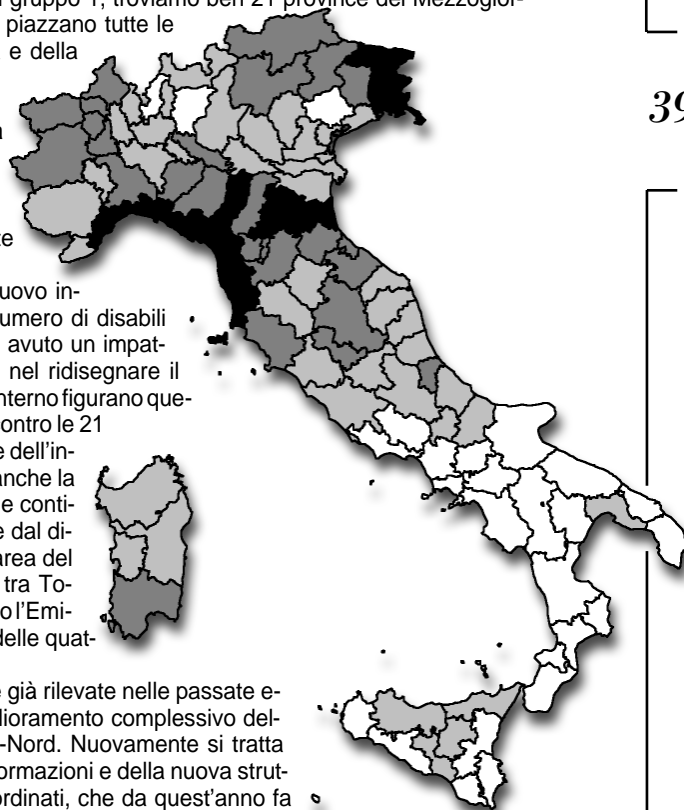 gruppo 1, troviamo ben 21 province del Mezzogior-
piazzano tutte le
e della
39
uovo in-
umero di disabili
avuto un impat-
nel ridisegnare il
nterno figurano que-
ontro le 21
e dell'in-
anche la
e conti-
e dal di-
area del
tra To-
o l'Emi-
delle quat-
e già rilevate nelle passate e-
lioramento complessivo del-
-Nord. Nuovamente si tratta
ormazioni e della nuova strut-
ordinati, che da quest'anno fa